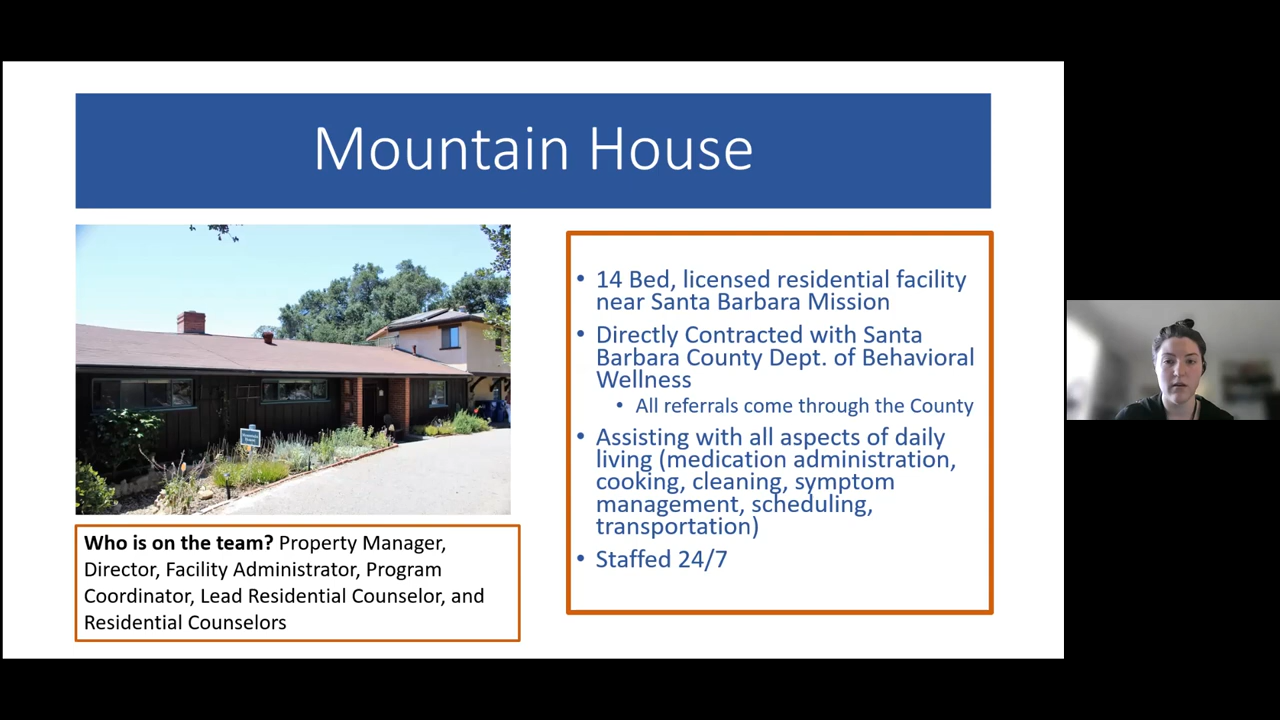 Mountain House
14 Bed, licensed residential facility
near Santa Barbara Mission
Directly Contracted with Santa
Barbara County Dept. of Behavioral
Wellness
All referrals come through the County
Assisting with all aspects of daily
living (medication administration,
cooking, cleaning, symptom
management, scheduling,
transportation)
Staffed 24/7
Who is on the team? Property Manager,
Director, Facility Administrator, Program
Coordinator, Lead Residential Counselor, and
Residential Counselors